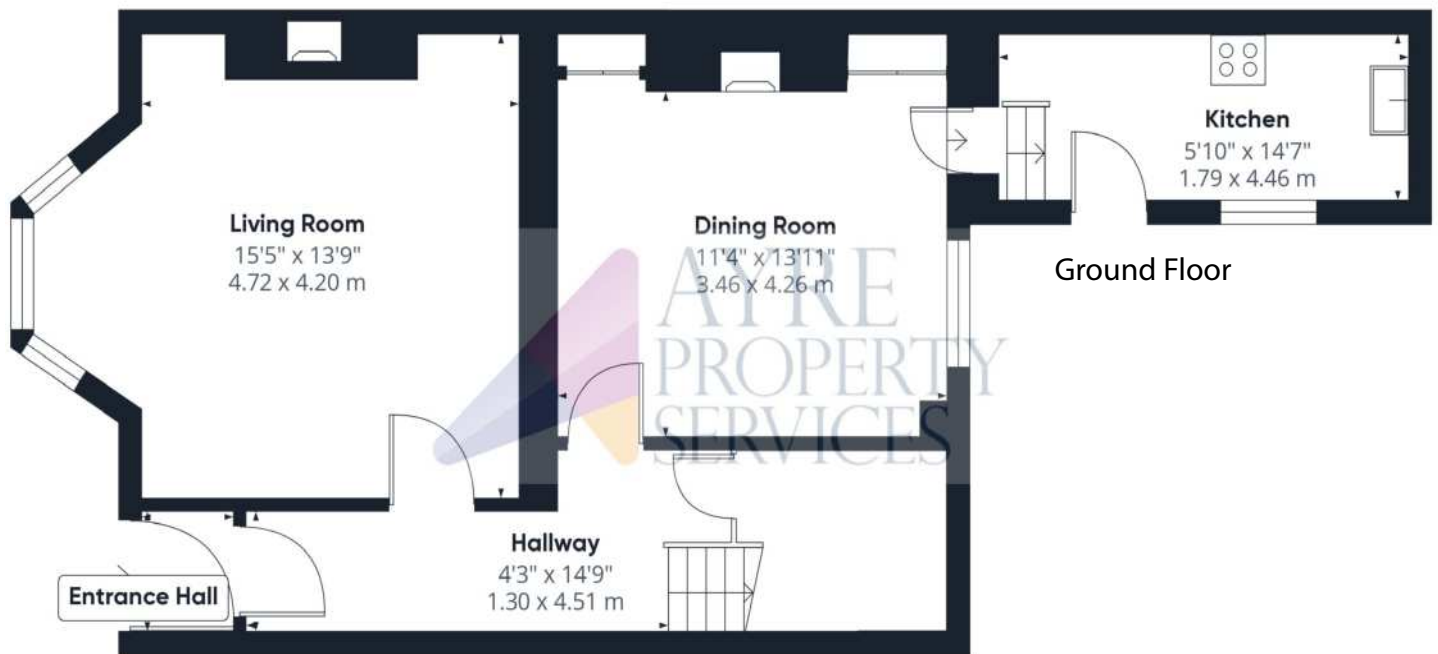 Living Room
15'5" x 13'9"
4.72 x 4.20 m
Dining Room
11'4" x 13'11"
3.46 x 4.26 m
Kitchen
5'10" x 14'7"
1.79 x 4.46 m
Ground Floor
AYRE
PROPERTY
SERVICES
Hallway
4'3" x 14'9"
1.30 x 4.51 m
Entrance Hall